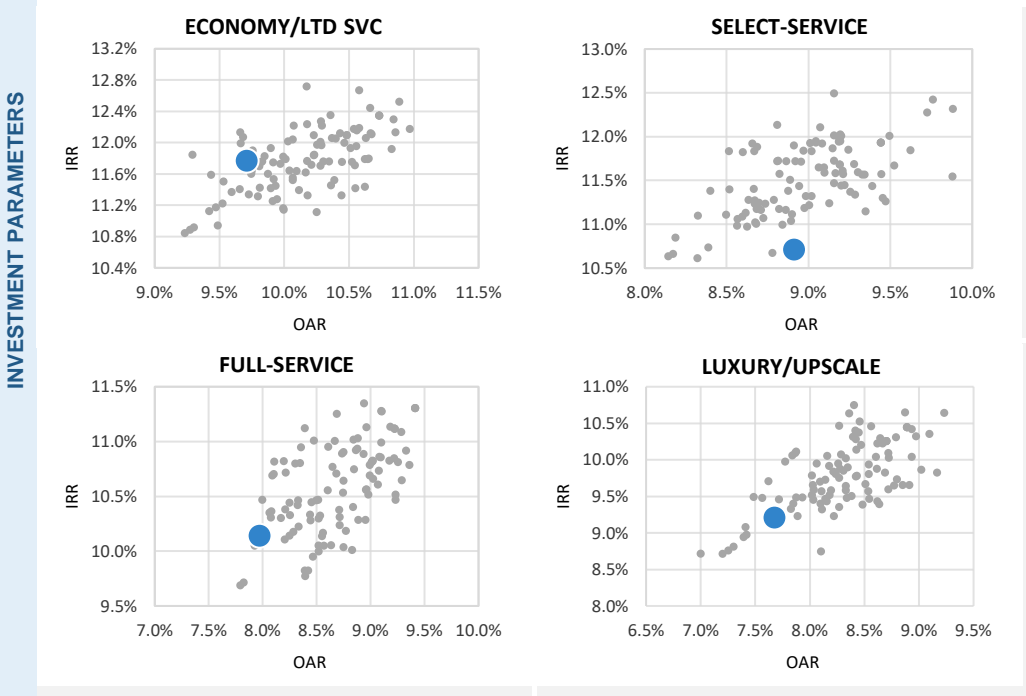 INVESTMENT PARAMETERS
ECONOMY/LTD SVC
13.2%
12.8%
12.4%
12.0%
11.6%
11.2%
10.8%
10.4%
IRR
9.0% 9.5% 10.0% 10.5% 11.0% 11.5%
OAR
SELECT-SERVICE
13.0%
12.5%
12.0%
11.5%
11.0%
10.5%
IRR
8.0% 8.5% 9.0% 9.5% 10.0%
OAR
FULL-SERVICE
11.5%
11.0%
10.5%
10.0%
9.5%
IRR
7.0% 7.5% 8.0% 8.5% 9.0% 9.5% 10.0%
OAR
LUXURY/UPSCALE
11.0%
10.5%
10.0%
9.5%
9.0%
8.5%
8.0%
IRR
6.5% 7.0% 7.5% 8.0% 8.5% 9.0% 9.5%
OAR